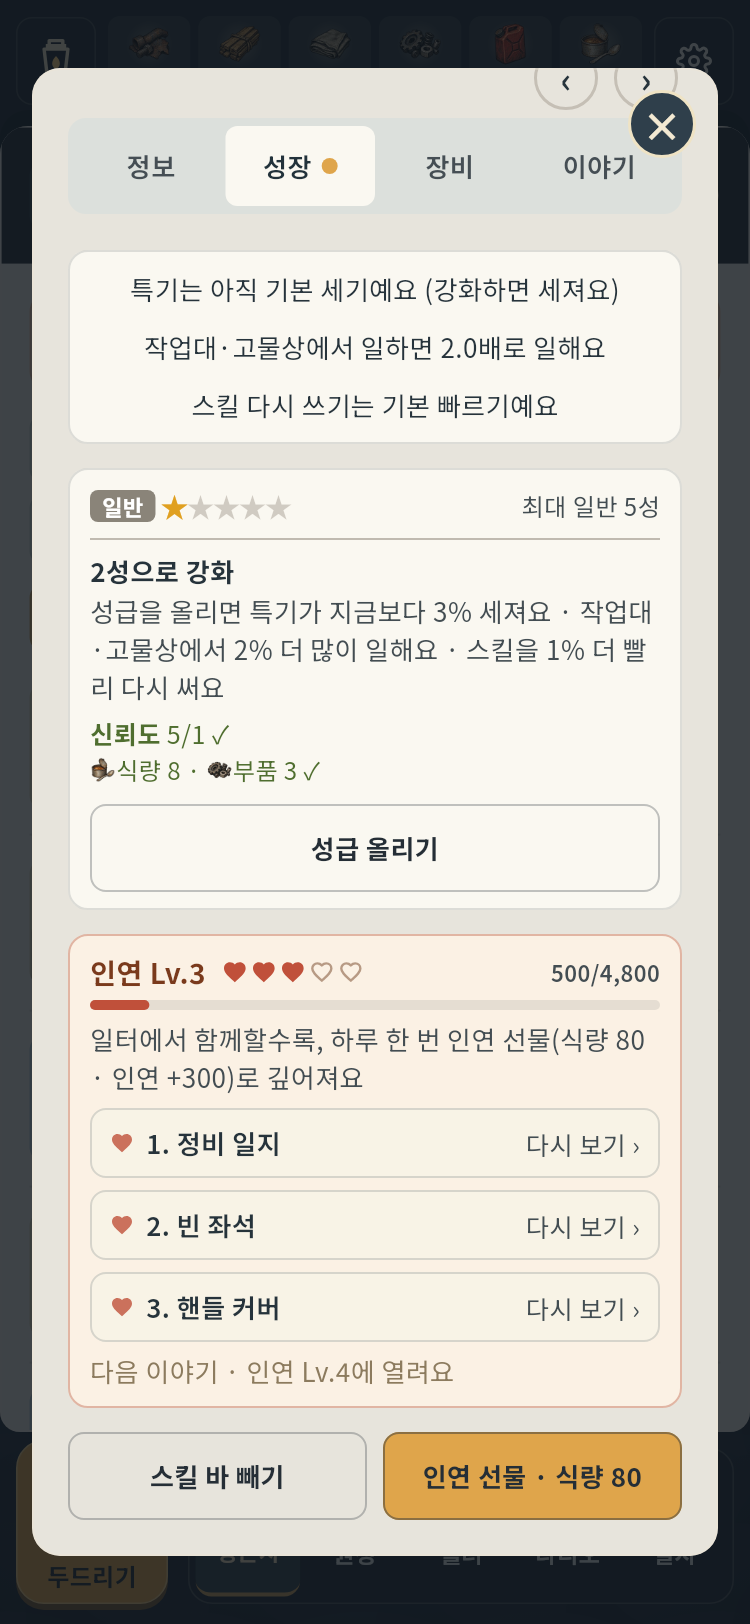 정보
성장
장비
이야기
특기는 아직 기본 세기예요 (강화하면 세져요)
작업대·고물상에서 일하면 2.0배로 일해요
스킬 다시 쓰기는 기본 빠르기예요
일반 ★★★★★
최대 일반 5성
2성으로 강화
성급을 올리면 특기가 지금보다 3% 세져요 · 작업대
·고물상에서 2% 더 많이 일해요 · 스킬을 1% 더 빨
리 다시 써요
신뢰도 5/1 ✓
식량 8 · 부품 3 ✓
성급 올리기
인연 Lv.3
500/4,800
일터에서 함께할수록, 하루 한 번 인연 선물(식량 80
· 인연 +300)로 깊어져요
1. 정비 일지
다시 보기 ›
2. 빈 좌석
다시 보기 ›
3. 핸들 커버
다시 보기 ›
다음 이야기 · 인연 Lv.4에 열려요
스킬 바 빼기
인연 선물 · 식량 80
두드리기